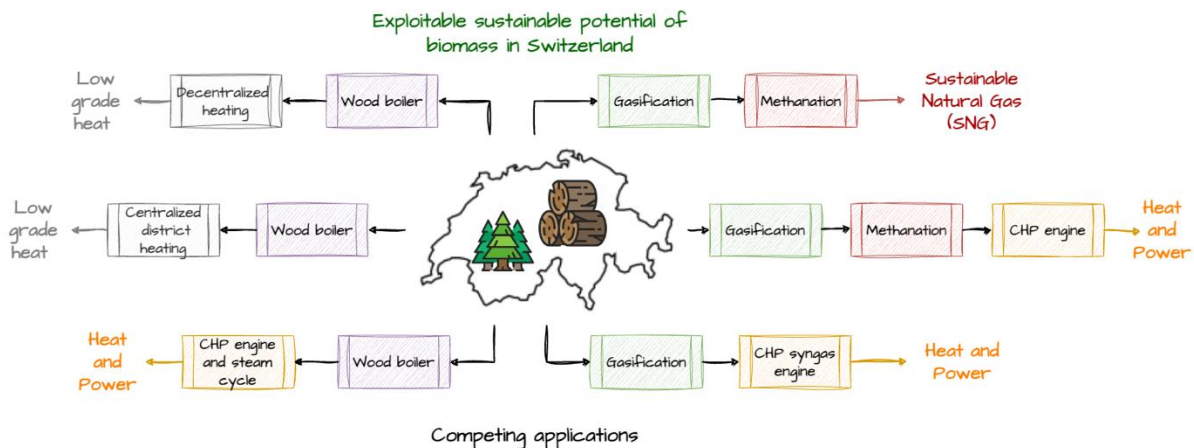 Exploitable sustainable potential of
biomass in Switzerland
Low
grade
heat
Decentralized
heating
Wood boiler
Gasification
Methanation
Sustainable
Natural Gas
(SNG)
Low
grade
heat
Centralized
district
heating
Wood boiler
Gasification
Methanation
CHP engine
Heat
and
Power
Heat
and
Power
CHP engine
and steam
cycle
Wood boiler
Gasification
CHP syngas
engine
Heat and
Power
Competing applications